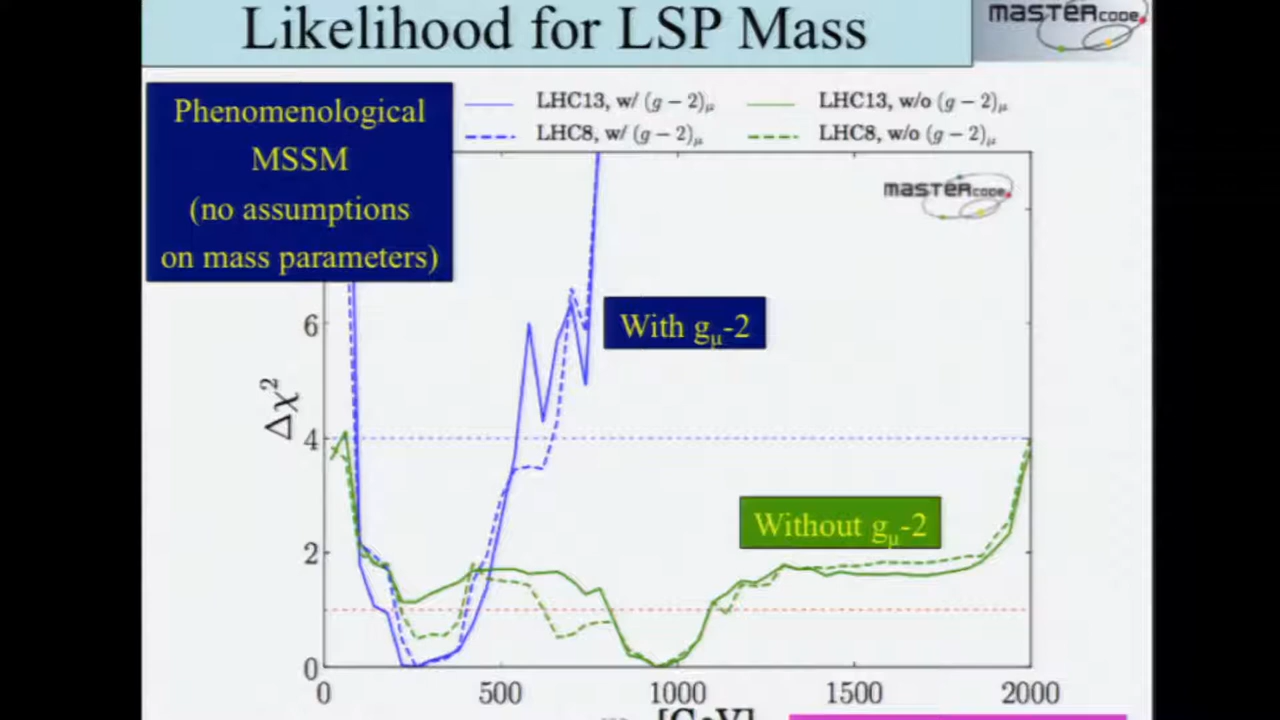 Likelihood for LSP Mass
MASTERCODE
Phenomenological
MSSM
(no assumptions
on mass parameters)
LHC13, w/ (g − 2)μ
LHC8, w/ (g − 2)μ
LHC13, w/o (g − 2)μ
LHC8, w/o (g − 2)μ
MASTERCODE
With gμ-2
Without gμ-2
Δχ²
6
4
2
0
0 500 1000 1500 2000
[GeV]